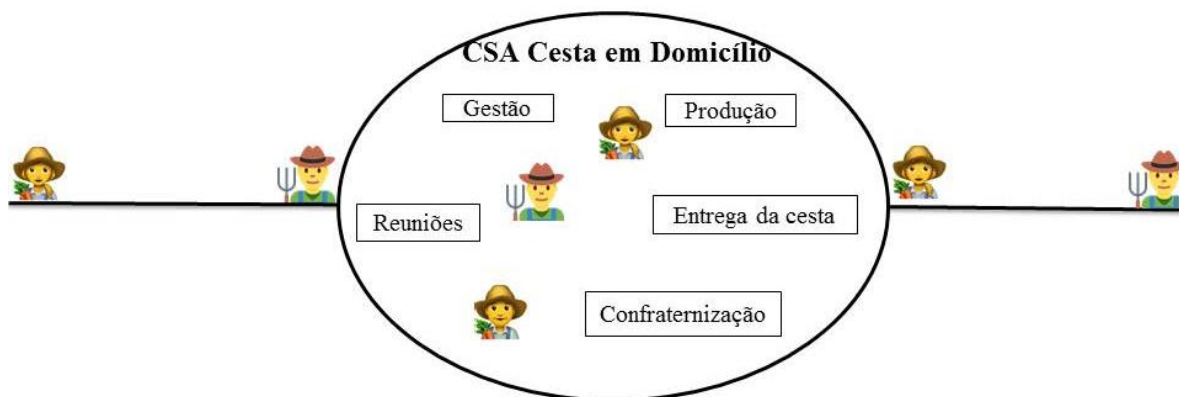 CSA Cesta em Domicílio
Gestão
Produção
Reuniões
Entrega da cesta
Confraternização